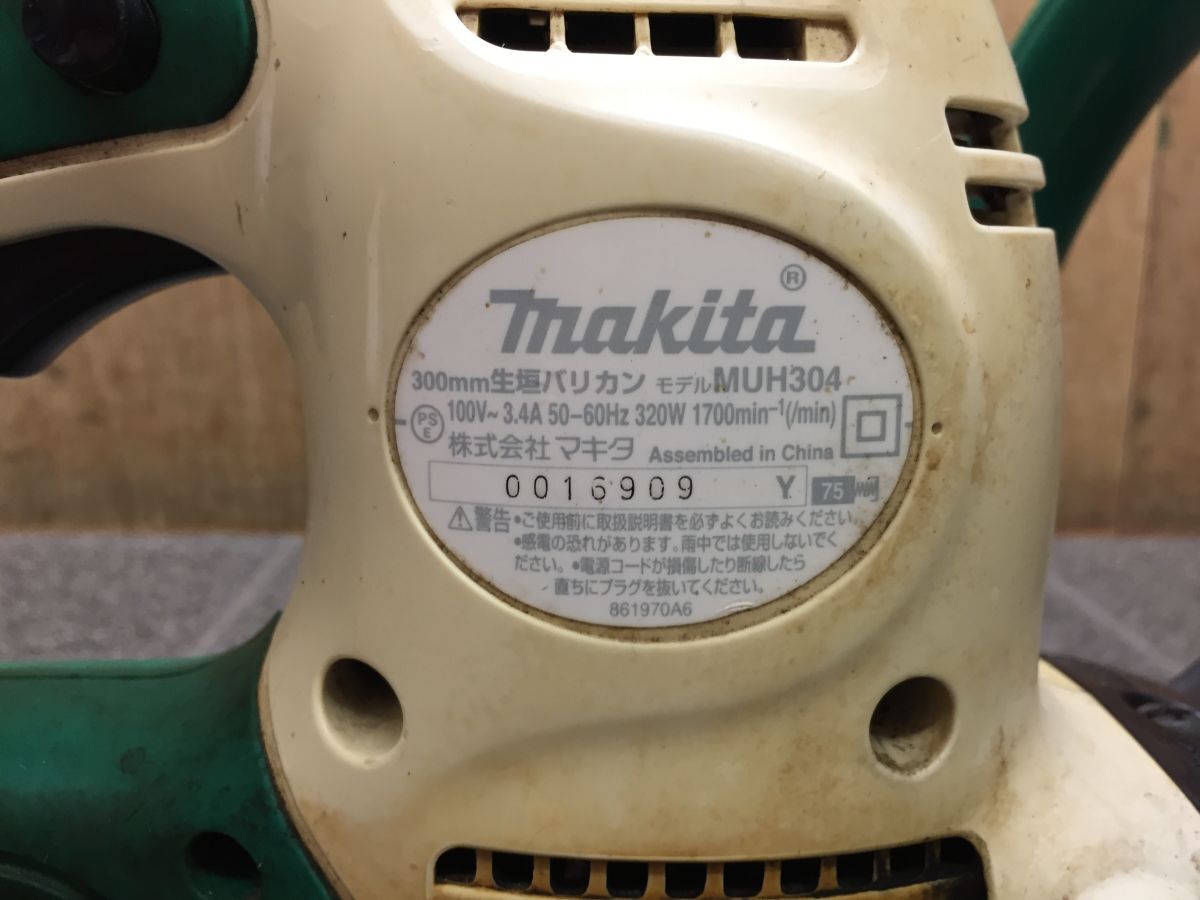 makita®
300mm生垣バリカン モデル MUH304
PSE 100V~ 3.4A 50-60Hz 320W 1700min⁻¹(/min)
株式会社 マキタ Assembled in China
0016909 Y 75
⚠警告 •ご使用前に取扱説明書を必ずよくお読みください。
•感電の恐れがあります。雨中では使用しないでく
ださい。•電源コードが損傷したり断線したら
直ちにプラグを抜いてください。
861970A6